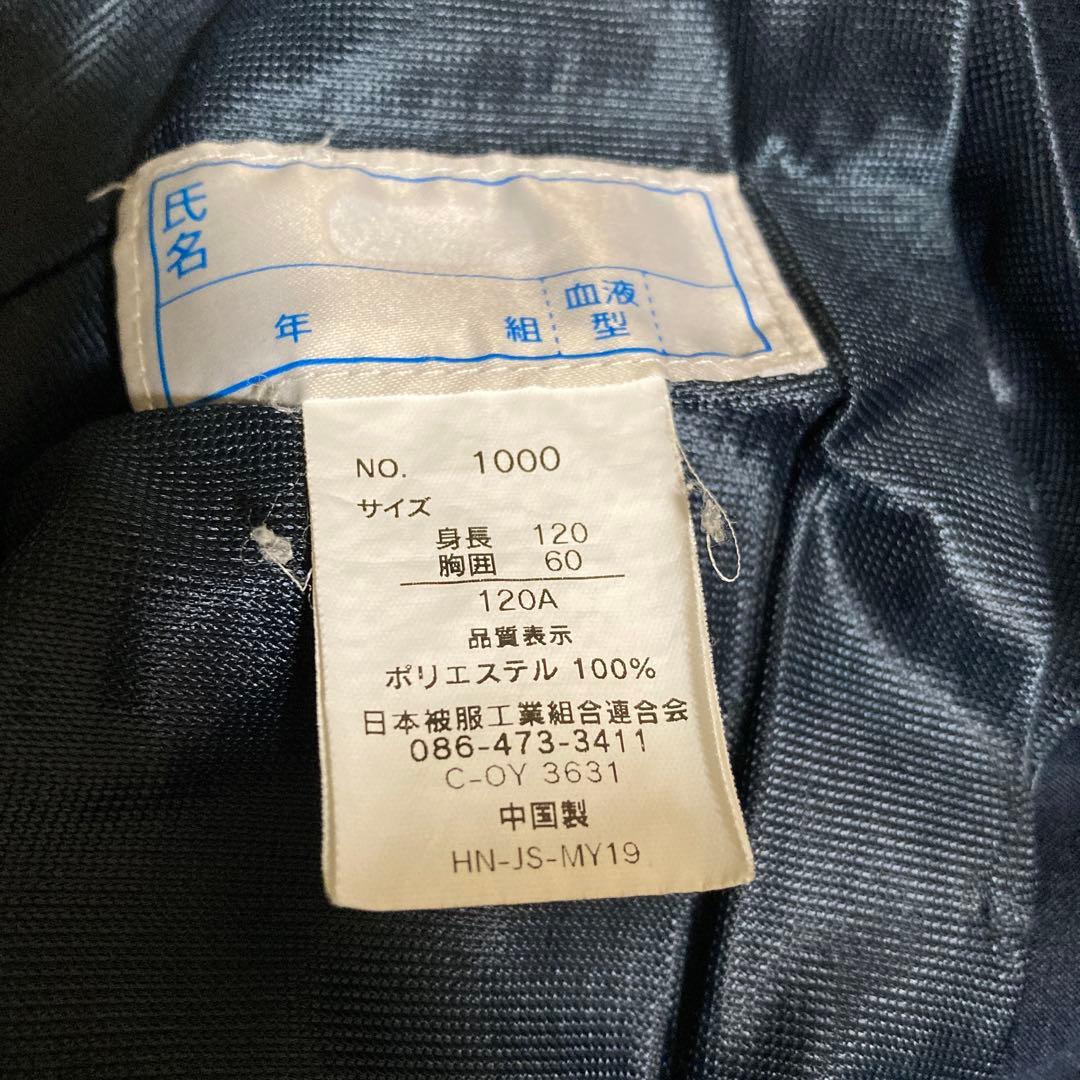 氏名
年 組 血液型
NO. 1000
サイズ
身長 120
胸囲 60
120A
品質表示
ポリエステル 100%
日本被服工業組合連合会
086-473-3411
C-OY 3631
中国製
HN-JS-MY19